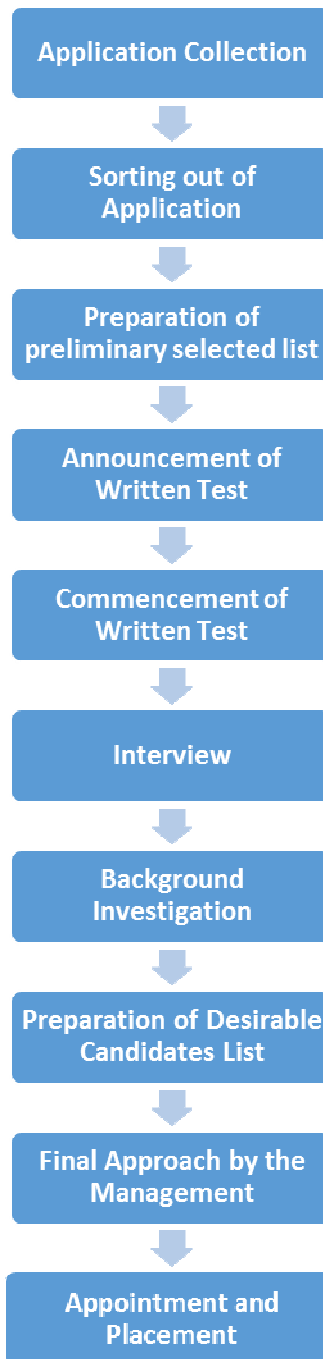 Application Collection
Sorting out of
Application
Preparation of
preliminary selected list
Announcement of
Written Test
Commencement of
Written Test
Interview
Background
Investigation
Preparation of Desirable
Candidates List
Final Approach by the
Management
Appointment and
Placement